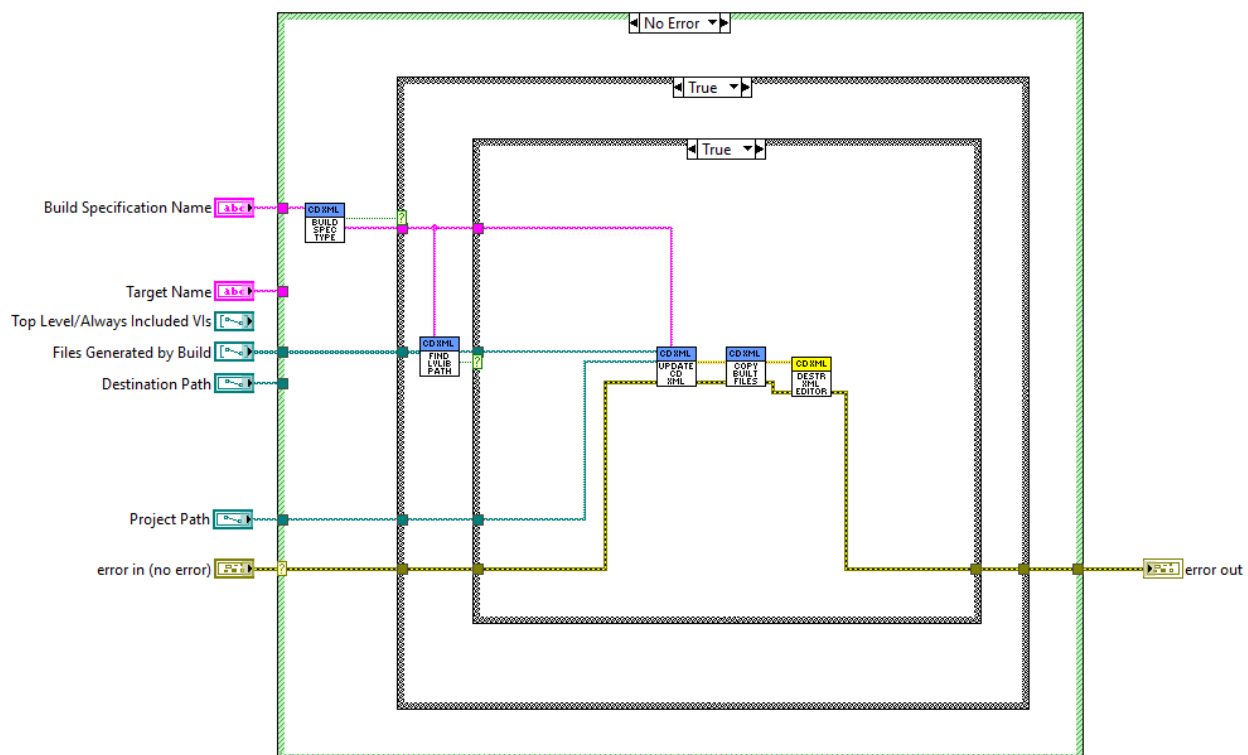 No Error
True
True
Build Specification Name
abc
CD XML
BUILD
SPEC
TYPE
?
Target Name
abc
Top Level/Always Included VIs
Files Generated by Build
CD XML
FIND
LVLIB
PATH
?
CD XML
UPDATE
CD
XML
CD XML
COPY
BUILT
FILES
CD XML
DESTR
XML
EDITOR
Destination Path
Project Path
error in (no error)
?
error out